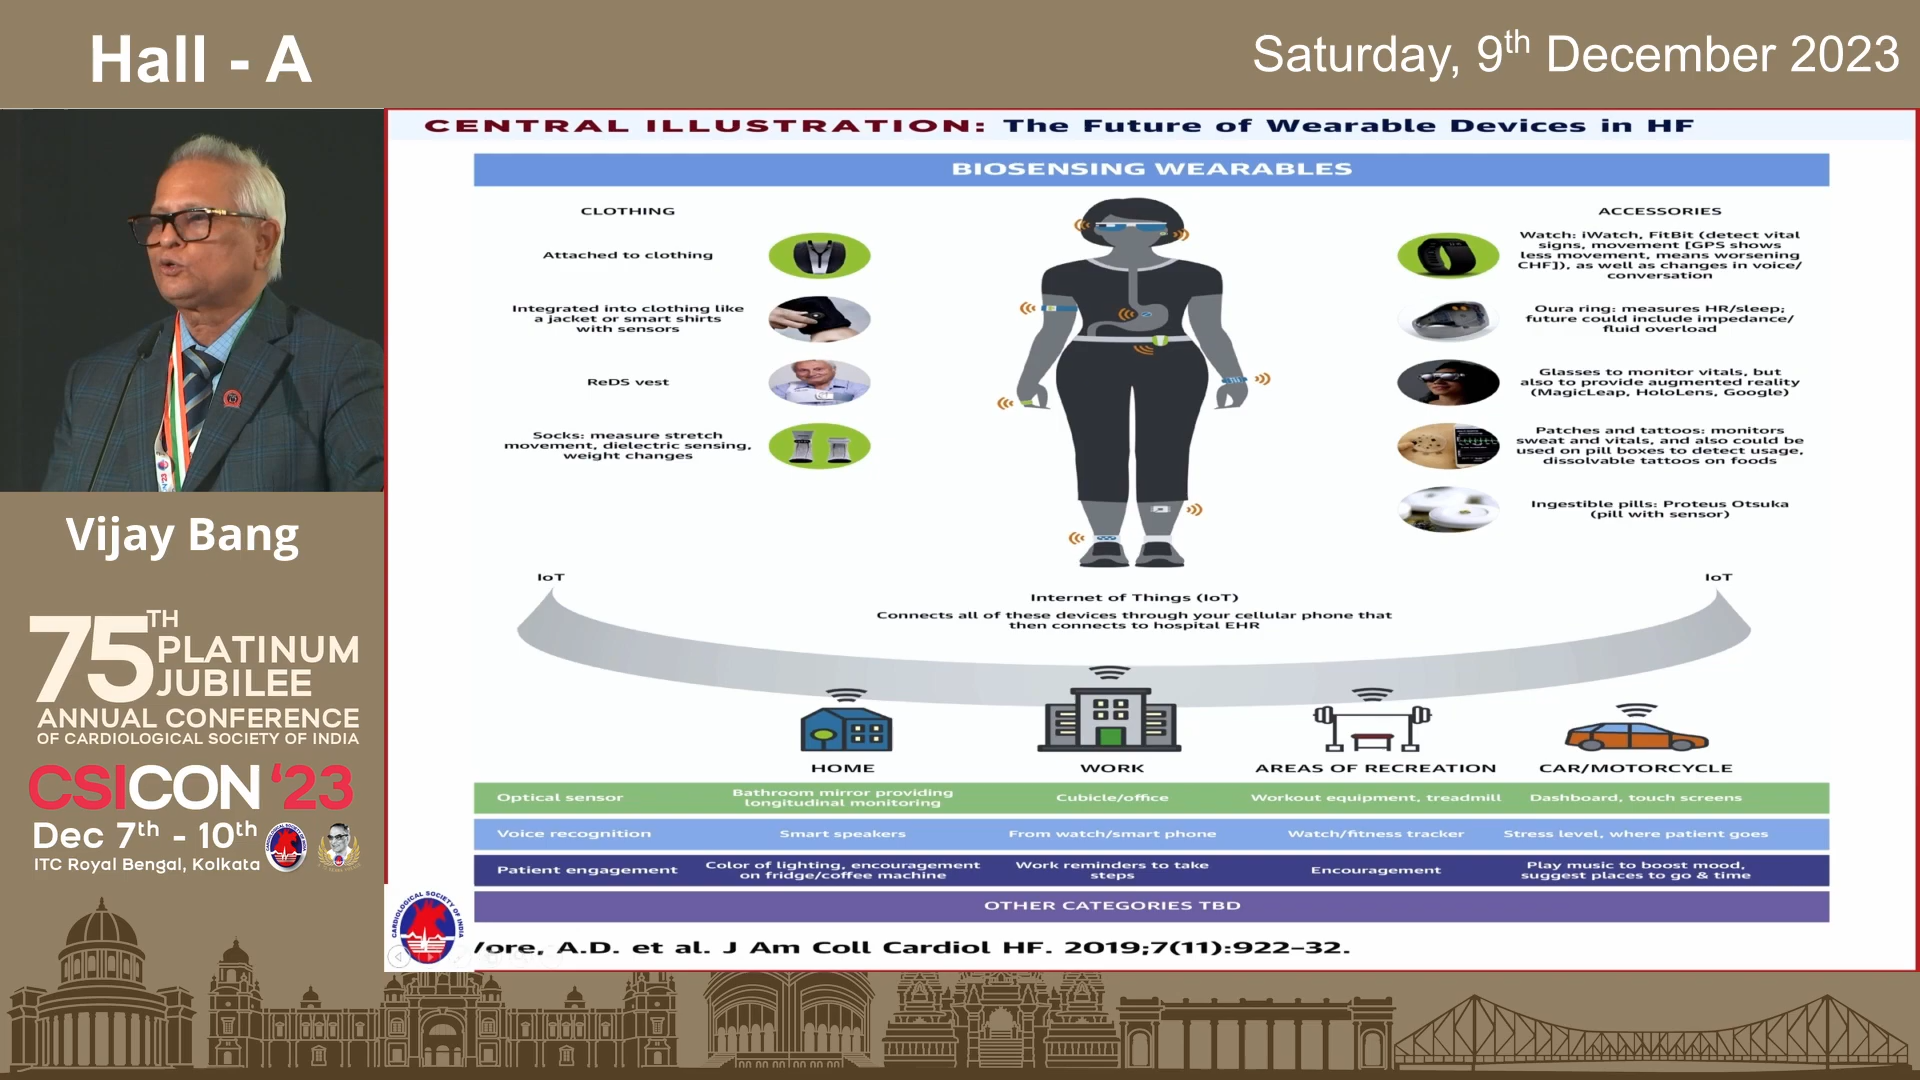 Hall - A
Saturday, 9th December 2023
CENTRAL ILLUSTRATION: The Future of Wearable Devices in HF
BIOSENSING WEARABLES
CLOTHING
Attached to clothing
Integrated into clothing like
a jacket or smart shirts
with sensors
ReDS vest
Socks: measure stretch
movement, dielectric sensing,
weight changes
ACCESSORIES
Watch: iWatch, FitBit (detect vital
signs, movement [GPS shows
less movement, means worsening
CHF]), as well as changes in voice/
conversation
Oura ring: measures HR/sleep;
future could include impedance/
fluid overload
Glasses to monitor vitals, but
also to provide augmented reality
(MagicLeap, HoloLens, Google)
Patches and tattoos: monitors
sweat and vitals, and also could be
used on pill boxes to detect usage,
dissolvable tattoos on foods
Ingestible pills: Proteus Otsuka
(pill with sensor)
IoT
IoT
Internet of Things (IoT)
Connects all of these devices through your cellular phone that
then connects to hospital EHR
HOME
WORK
AREAS OF RECREATION
CAR/MOTORCYCLE
Optical sensor
Bathroom mirror providing
longitudinal monitoring
Cubicle/office
Workout equipment, treadmill
Dashboard, touch screens
Voice recognition
Smart speakers
From watch/smart phone
Watch/fitness tracker
Stress level, where patient goes
Patient engagement
Color of lighting, encouragement
on fridge/coffee machine
Work reminders to take
steps
Encouragement
Play music to boost mood,
suggest places to go & time
OTHER CATEGORIES TBD
CARDIOLOGICAL SOCIETY OF INDIA
Vore, A.D. et al. J Am Coll Cardiol HF. 2019;7(11):922–32.
Vijay Bang
75TH
PLATINUM
JUBILEE
ANNUAL CONFERENCE
OF CARDIOLOGICAL SOCIETY OF INDIA
CSICON '23
Dec 7th - 10th
ITC Royal Bengal, Kolkata